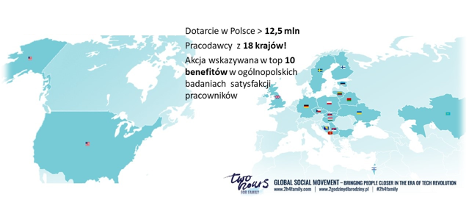 Dotarcie w Polsce > 12,5 mln
Pracodawcy z 18 krajów!
Akcja wskazywana w top 10
benefitów w ogólnopolskich
badaniach satysfakcji
pracowników
two hours
FOR FAMILY
GLOBAL SOCIAL MOVEMENT – BRINGING PEOPLE CLOSER IN THE ERA OF TECH REVOLUTION
www.2h4family.com | www.2godzinydlarodziny.pl | #2h4family